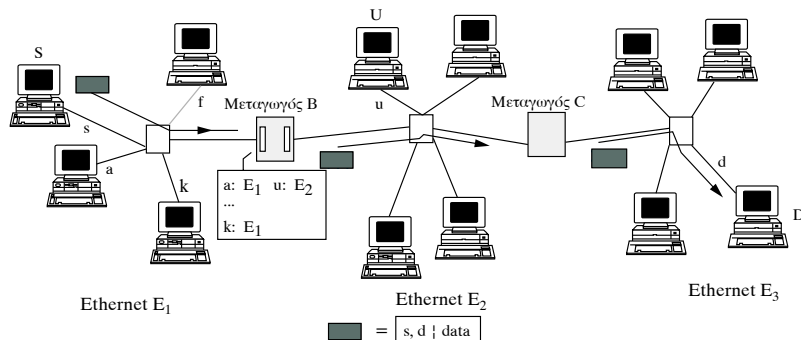 S
U
f
Μεταγωγός B
u
Μεταγωγός C
s
a
k
d
D
a: E1 u: E2
...
k: E1
Ethernet E1
Ethernet E2
Ethernet E3
= s, d ¦ data